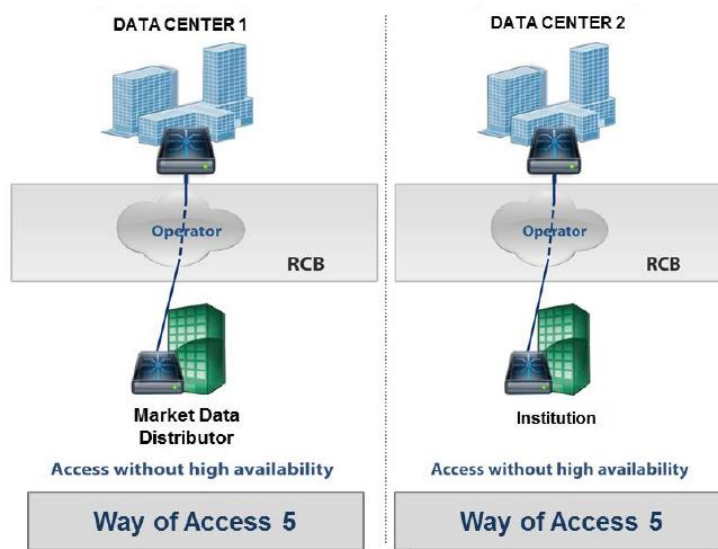 DATA CENTER 1
Operator
RCB
Market Data
Distributor
Access without high availability
Way of Access 5
DATA CENTER 2
Operator
RCB
Institution
Access without high availability
Way of Access 5